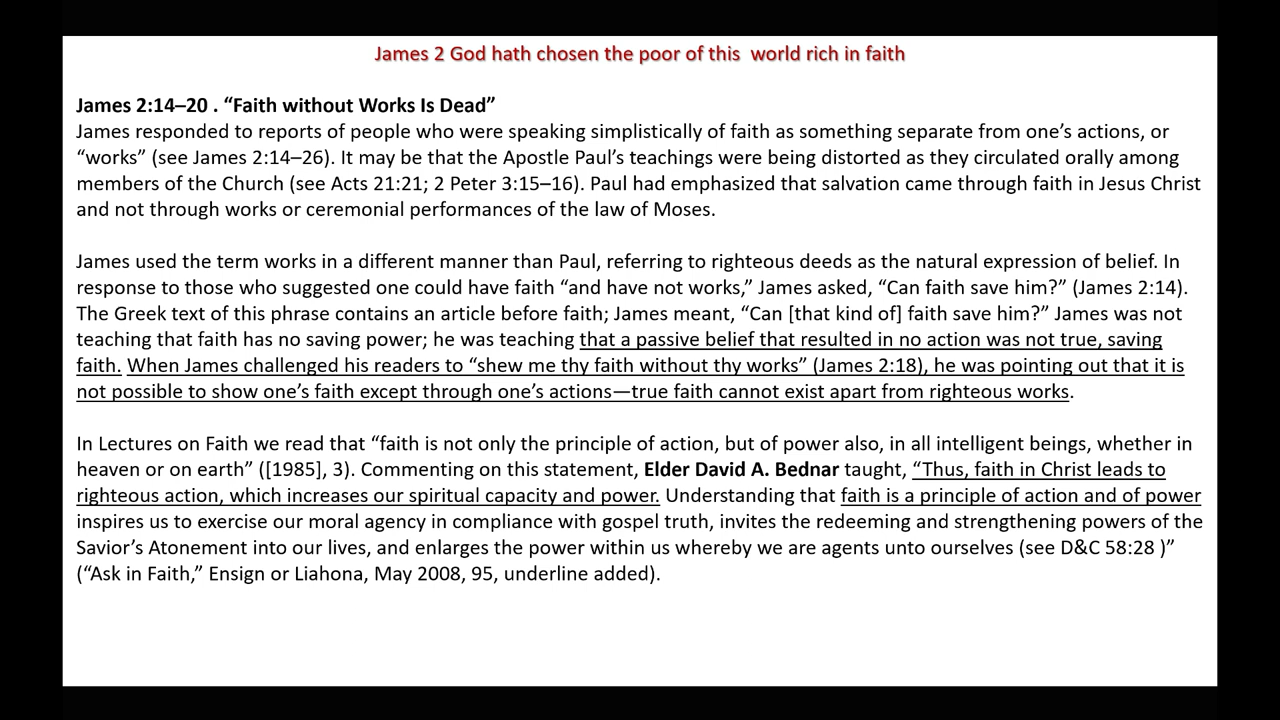 James 2 God hath chosen the poor of this  world rich in faith
James 2:14–20 . “Faith without Works Is Dead”
James responded to reports of people who were speaking simplistically of faith as something separate from one’s actions, or
“works” (see James 2:14–26). It may be that the Apostle Paul’s teachings were being distorted as they circulated orally among
members of the Church (see Acts 21:21; 2 Peter 3:15–16). Paul had emphasized that salvation came through faith in Jesus Christ
and not through works or ceremonial performances of the law of Moses.
James used the term works in a different manner than Paul, referring to righteous deeds as the natural expression of belief. In
response to those who suggested one could have faith “and have not works,” James asked, “Can faith save him?” (James 2:14).
The Greek text of this phrase contains an article before faith; James meant, “Can [that kind of] faith save him?” James was not
teaching that faith has no saving power; he was teaching that a passive belief that resulted in no action was not true, saving
faith. When James challenged his readers to “shew me thy faith without thy works” (James 2:18), he was pointing out that it is
not possible to show one’s faith except through one’s actions—true faith cannot exist apart from righteous works.
In Lectures on Faith we read that “faith is not only the principle of action, but of power also, in all intelligent beings, whether in
heaven or on earth” ([1985], 3). Commenting on this statement, Elder David A. Bednar taught, “Thus, faith in Christ leads to
righteous action, which increases our spiritual capacity and power. Understanding that faith is a principle of action and of power
inspires us to exercise our moral agency in compliance with gospel truth, invites the redeeming and strengthening powers of the
Savior’s Atonement into our lives, and enlarges the power within us whereby we are agents unto ourselves (see D&C 58:28 )”
(“Ask in Faith,” Ensign or Liahona, May 2008, 95, underline added).